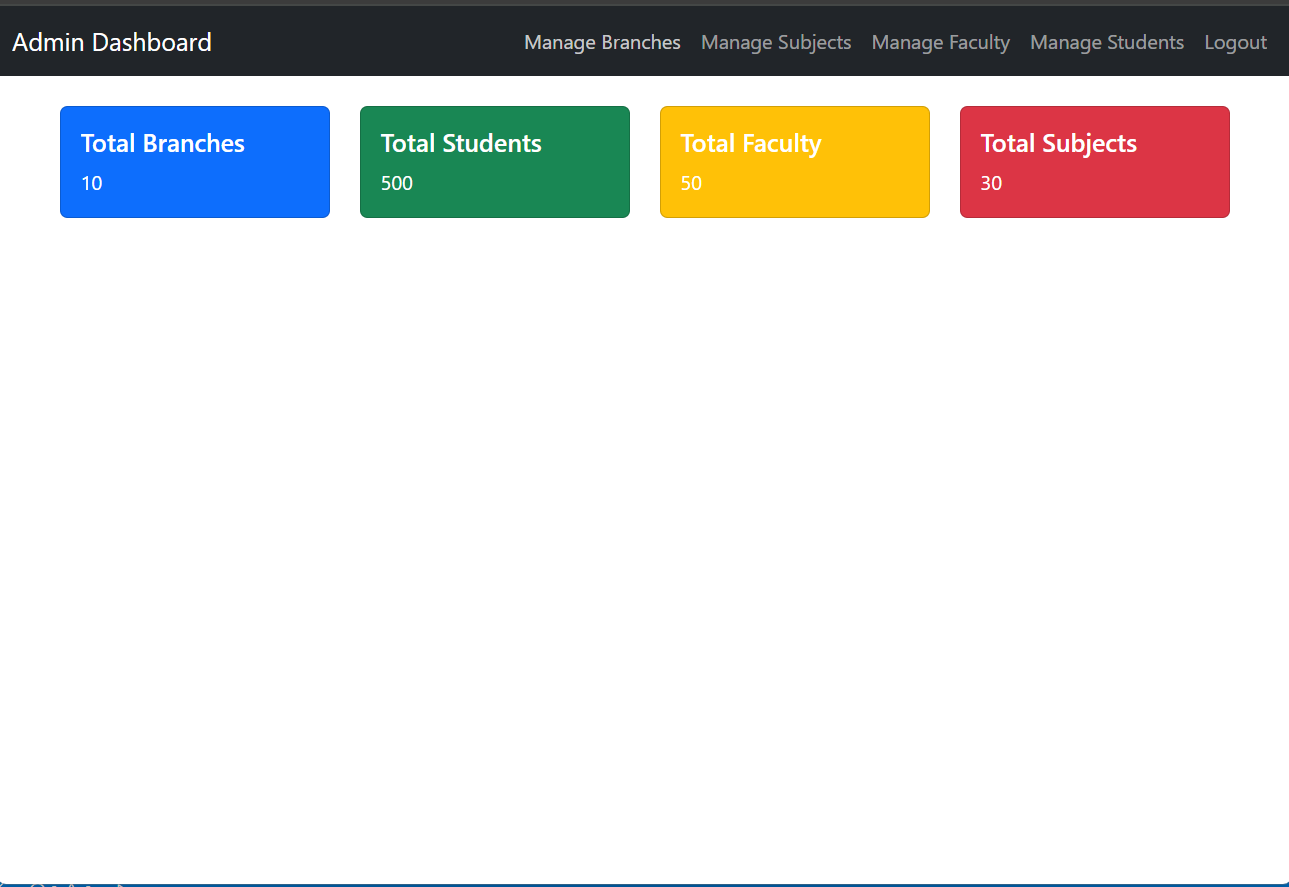 Admin Dashboard
Manage Branches Manage Subjects Manage Faculty Manage Students Logout
Total Branches
10
Total Students
500
Total Faculty
50
Total Subjects
30